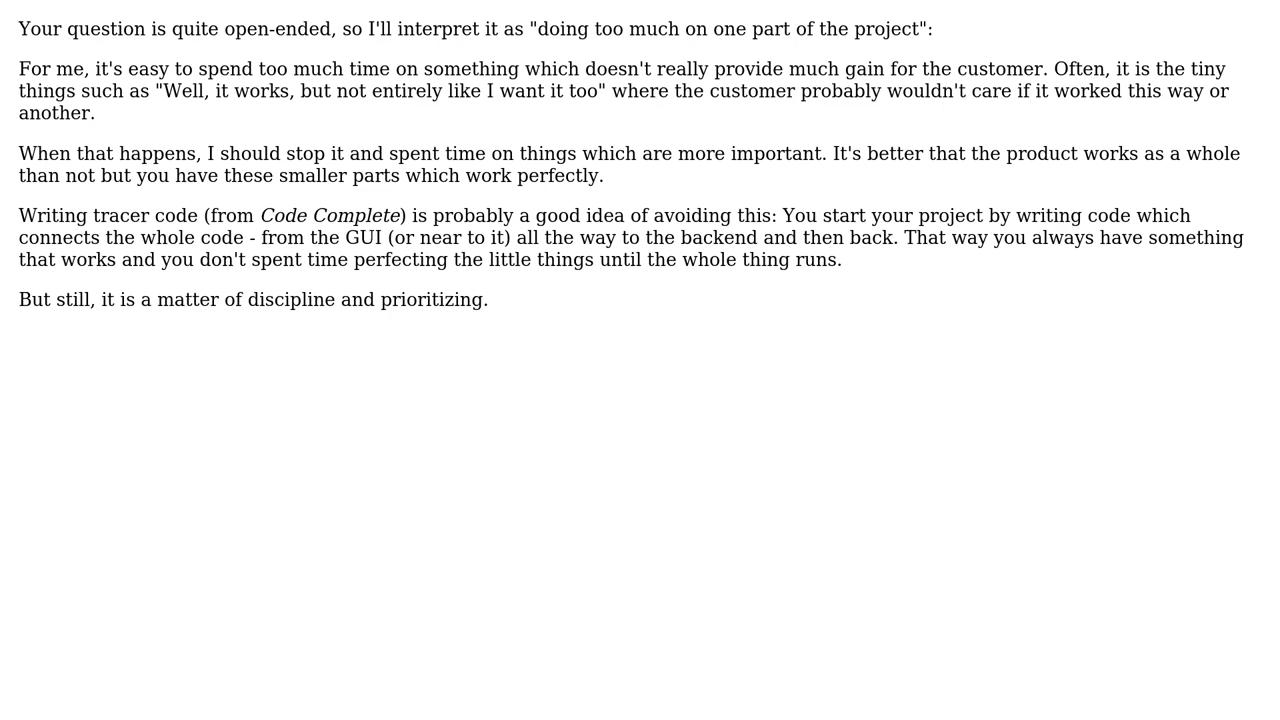 Your question is quite open-ended, so I'll interpret it as "doing too much on one part of the project":
For me, it's easy to spend too much time on something which doesn't really provide much gain for the customer. Often, it is the tiny
things such as "Well, it works, but not entirely like I want it too" where the customer probably wouldn't care if it worked this way or
another.
When that happens, I should stop it and spent time on things which are more important. It's better that the product works as a whole
than not but you have these smaller parts which work perfectly.
Writing tracer code (from Code Complete) is probably a good idea of avoiding this: You start your project by writing code which
connects the whole code - from the GUI (or near to it) all the way to the backend and then back. That way you always have something
that works and you don't spent time perfecting the little things until the whole thing runs.
But still, it is a matter of discipline and prioritizing.